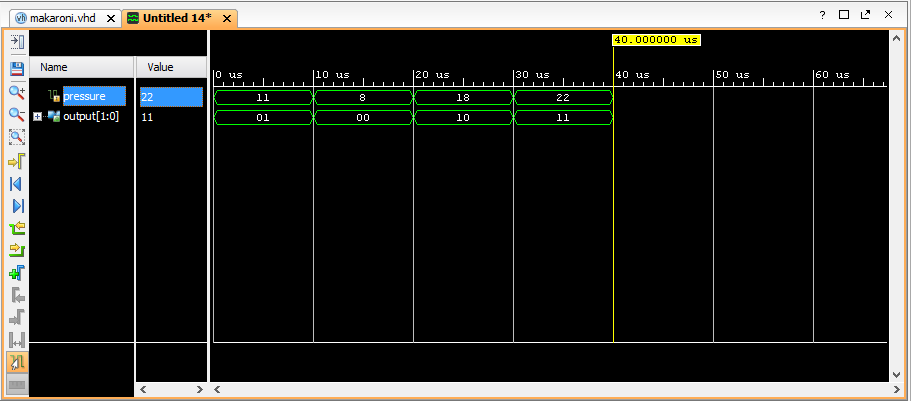 makaroni.vhd Untitled 14*
40.000000 us
Name Value
0 us 10 us 20 us 30 us 40 us 50 us 60 us
pressure 22 11 8 18 22
output[1:0] 11 01 00 10 11